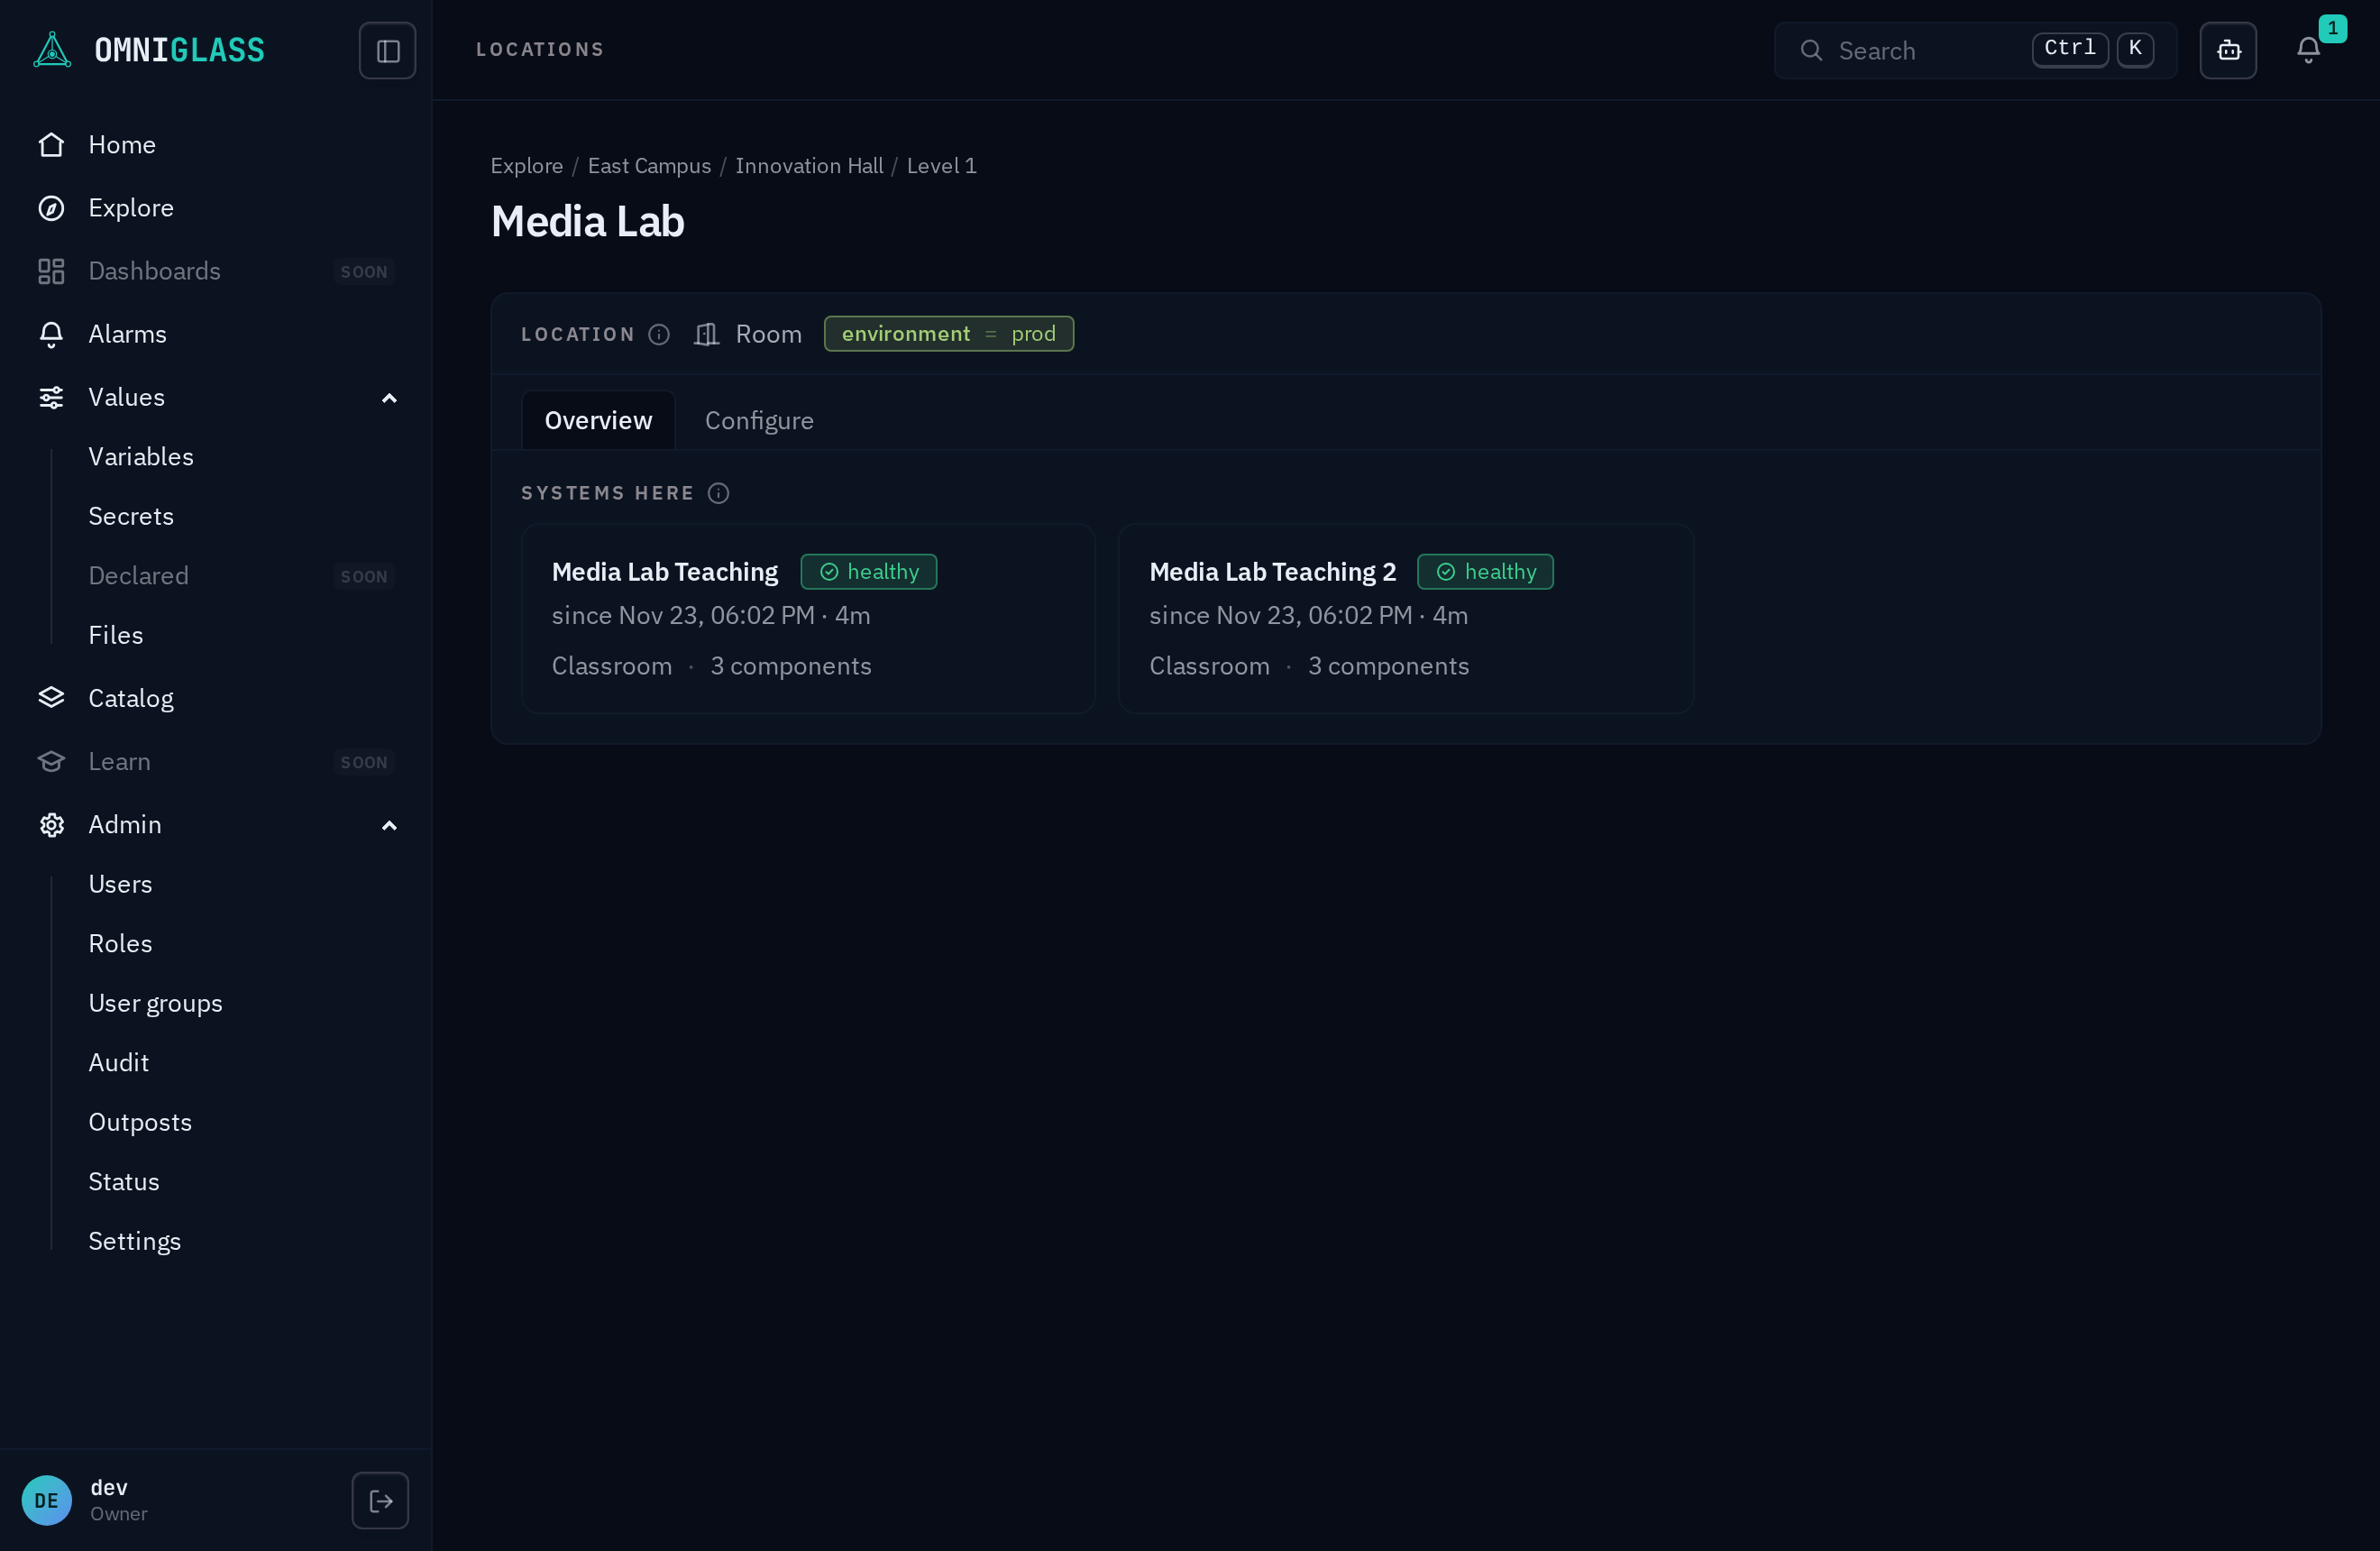 OMNIGLASS
LOCATIONS
Search Ctrl K
1
Home
Explore
Dashboards SOON
Alarms
Values
Variables
Secrets
Declared SOON
Files
Catalog
Learn SOON
Admin
Users
Roles
User groups
Audit
Outposts
Status
Settings
DE dev
Owner
Explore / East Campus / Innovation Hall / Level 1
Media Lab
LOCATION Room environment = prod
Overview Configure
SYSTEMS HERE
Media Lab Teaching healthy
since Nov 23, 06:02 PM · 4m
Classroom · 3 components
Media Lab Teaching 2 healthy
since Nov 23, 06:02 PM · 4m
Classroom · 3 components